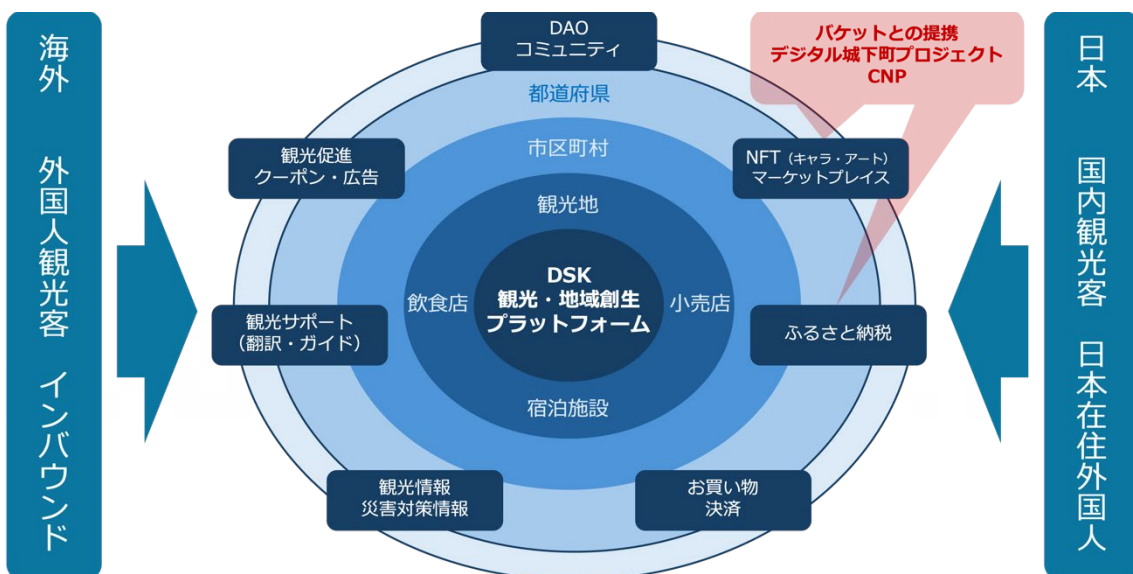 海外　外国人観光客　インバウンド
DAO
コミュニティ
バケットとの提携
デジタル城下町プロジェクト
CNP
日本　国内観光客　日本在住外国人
都道府県
観光促進
クーポン・広告
市区町村
NFT（キャラ・アート）
マーケットプレイス
観光地
DSK
観光・地域創生
プラットフォーム
飲食店
小売店
観光サポート
（翻訳・ガイド）
ふるさと納税
宿泊施設
観光情報
災害対策情報
お買い物
決済